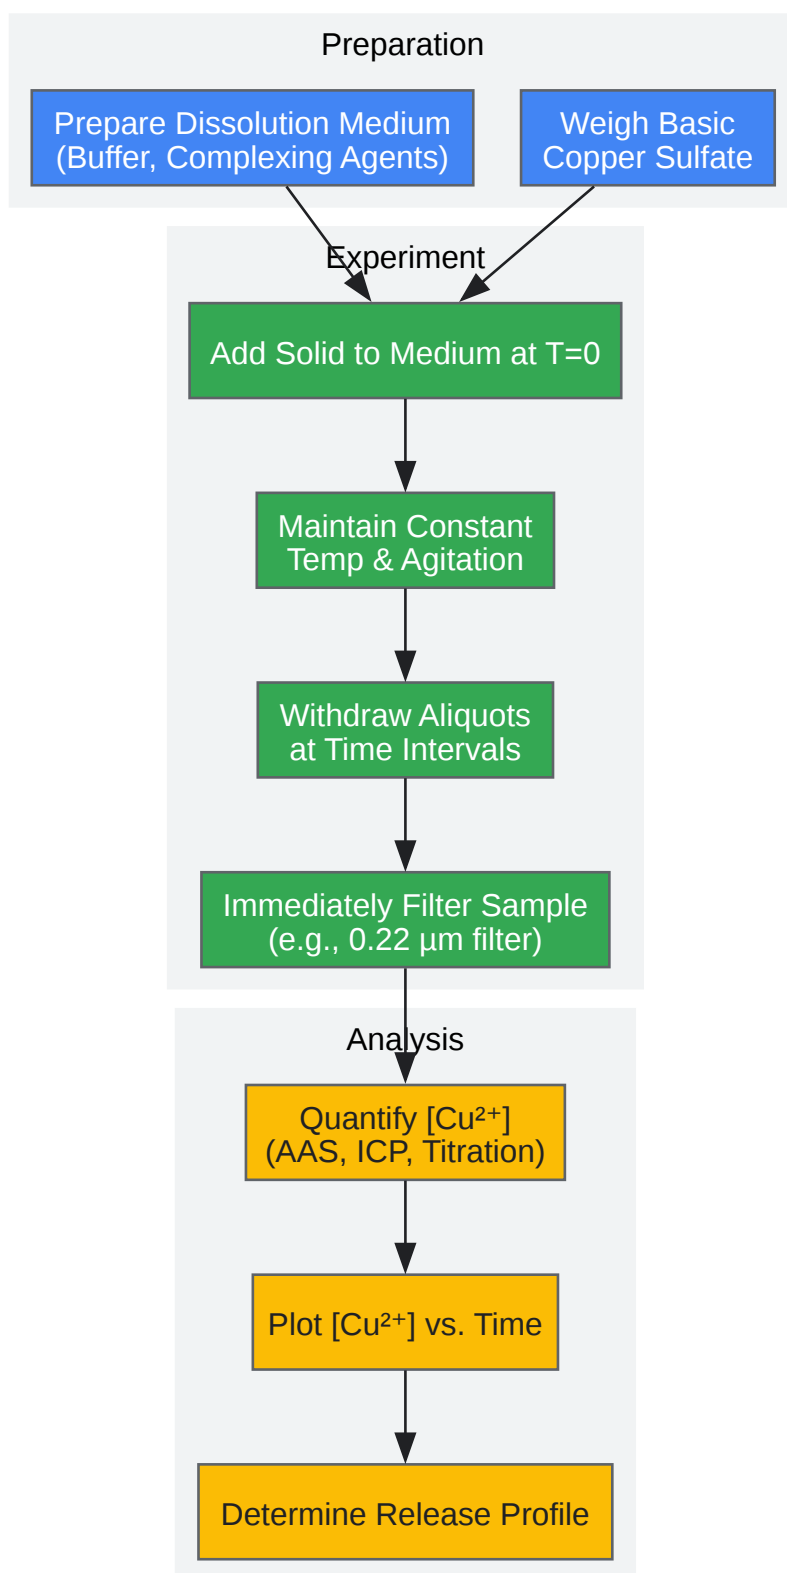 Preparation
Prepare Dissolution Medium
(Buffer, Complexing Agents)
Weigh Basic
Copper Sulfate
Experiment
Add Solid to Medium at T=0
Maintain Constant
Temp & Agitation
Withdraw Aliquots
at Time Intervals
Immediately Filter Sample
(e.g., 0.22 µm filter)
Analysis
Quantify [Cu²⁺]
(AAS, ICP, Titration)
Plot [Cu²⁺] vs. Time
Determine Release Profile